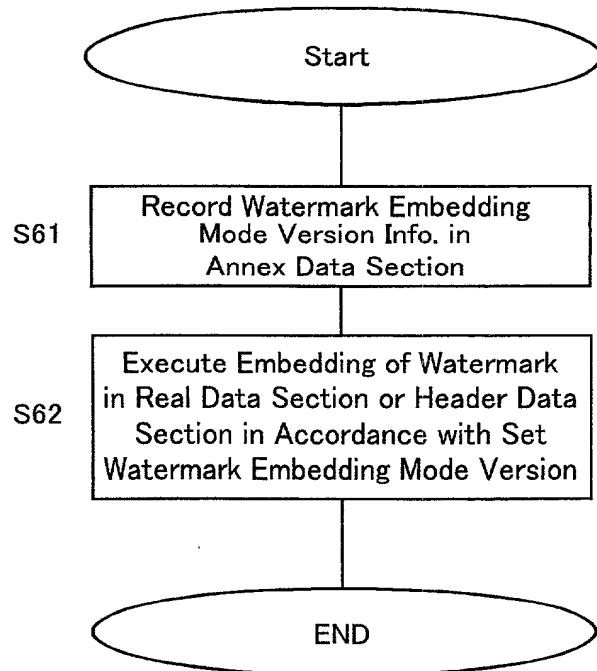 Start
S61
Record Watermark Embedding
Mode Version Info. in
Annex Data Section
S62
Execute Embedding of Watermark
in Real Data Section or Header Data
Section in Accordance with Set
Watermark Embedding Mode Version
END